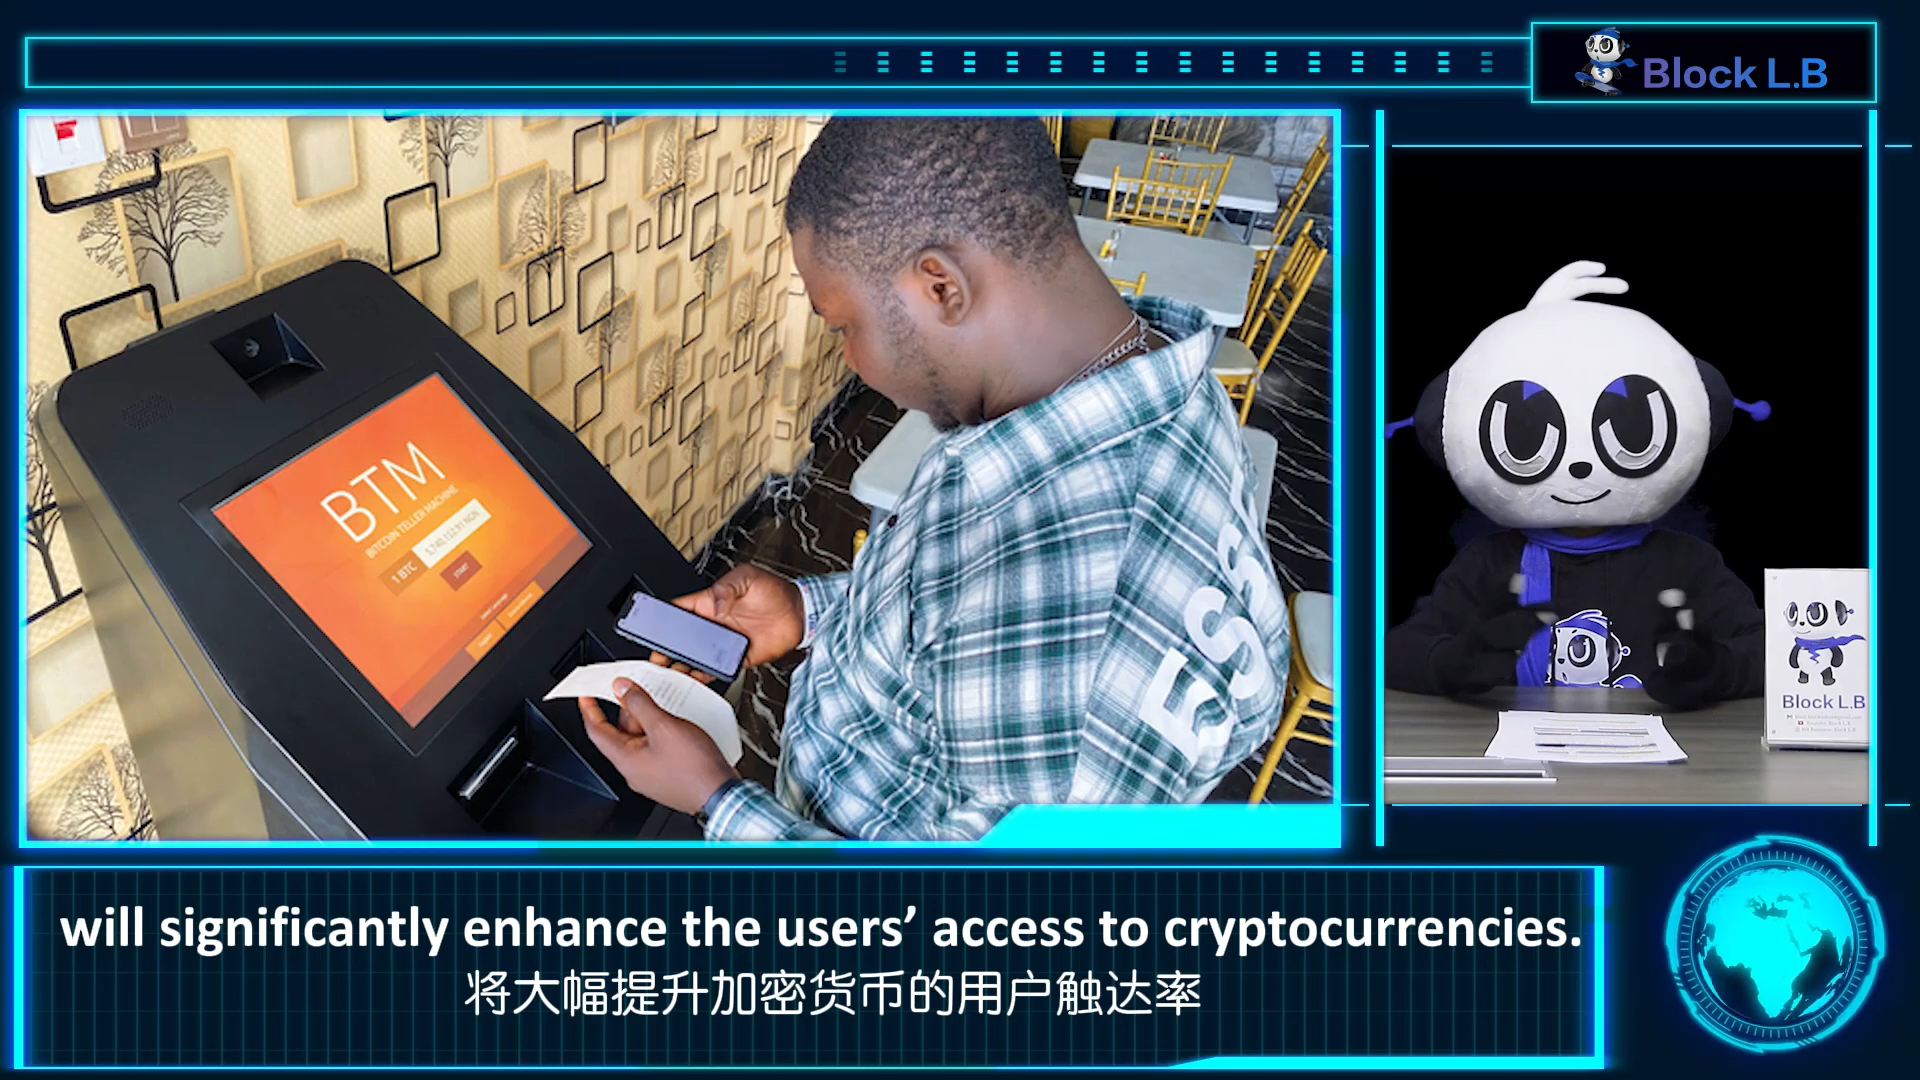 Block L.B
BTM
BITCOIN TELLER MACHINE
1 BTC
START
ESS
Block L.B
will significantly enhance the users’ access to cryptocurrencies.
将大幅提升加密货币的用户触达率